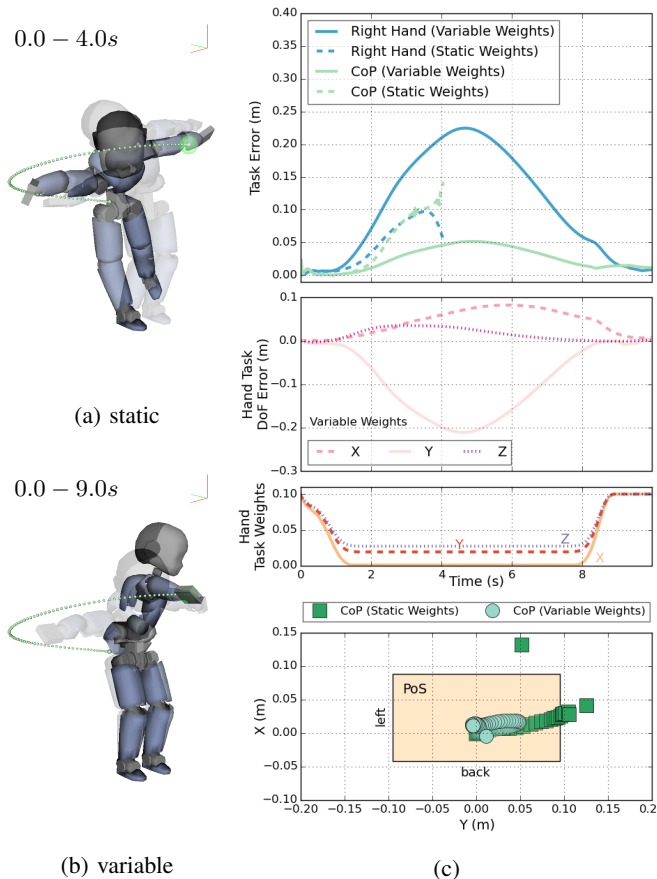 0.0 − 4.0s
(a) static
0.0 − 9.0s
(b) variable
0.40
0.35
0.30
0.25
0.20
0.15
0.10
0.05
0.00
Task Error (m)
Right Hand (Variable Weights)
Right Hand (Static Weights)
CoP (Variable Weights)
CoP (Static Weights)
0.1
0.0
−0.1
−0.2
−0.3
Hand Task
DoF Error (m)
Variable Weights
X Y Z
0.10
0.05
0.00
Hand
Task Weights
Y
Z
X
0 2 4 6 8
Time (s)
CoP (Static Weights) CoP (Variable Weights)
0.15
0.10
0.05
0.00
−0.05
−0.10
X (m)
PoS
left
back
−0.20 −0.15 −0.10 −0.05 0.00 0.05 0.10 0.15 0.20
Y (m)
(c)